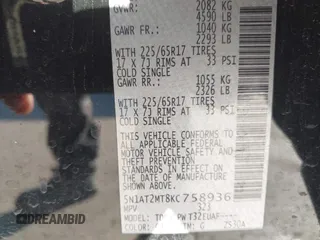 GVWR: 2082 KG
4590 LB
GAWR FR.: 1040 KG
2293 LB
WITH 225/65R17 TIRES
17 X 7J RIMS AT 33 PSI
COLD SINGLE
GAWR RR.: 1055 KG
2326 LB
WITH 225/65R17 TIRES
17 X 7J RIMS AT 33 PSI
COLD SINGLE
THIS VEHICLE CONFORMS TO ALL
APPLICABLE FEDERAL MOTOR
VEHICLE SAFETY AND THEFT
PREVENTION STANDARDS IN
EFFECT ON THE DATE OF
MANUFACTURE SHOWN ABOVE.
5N1AT2MT8KC758936
MPV 323
G
AUTOBIDMASTER